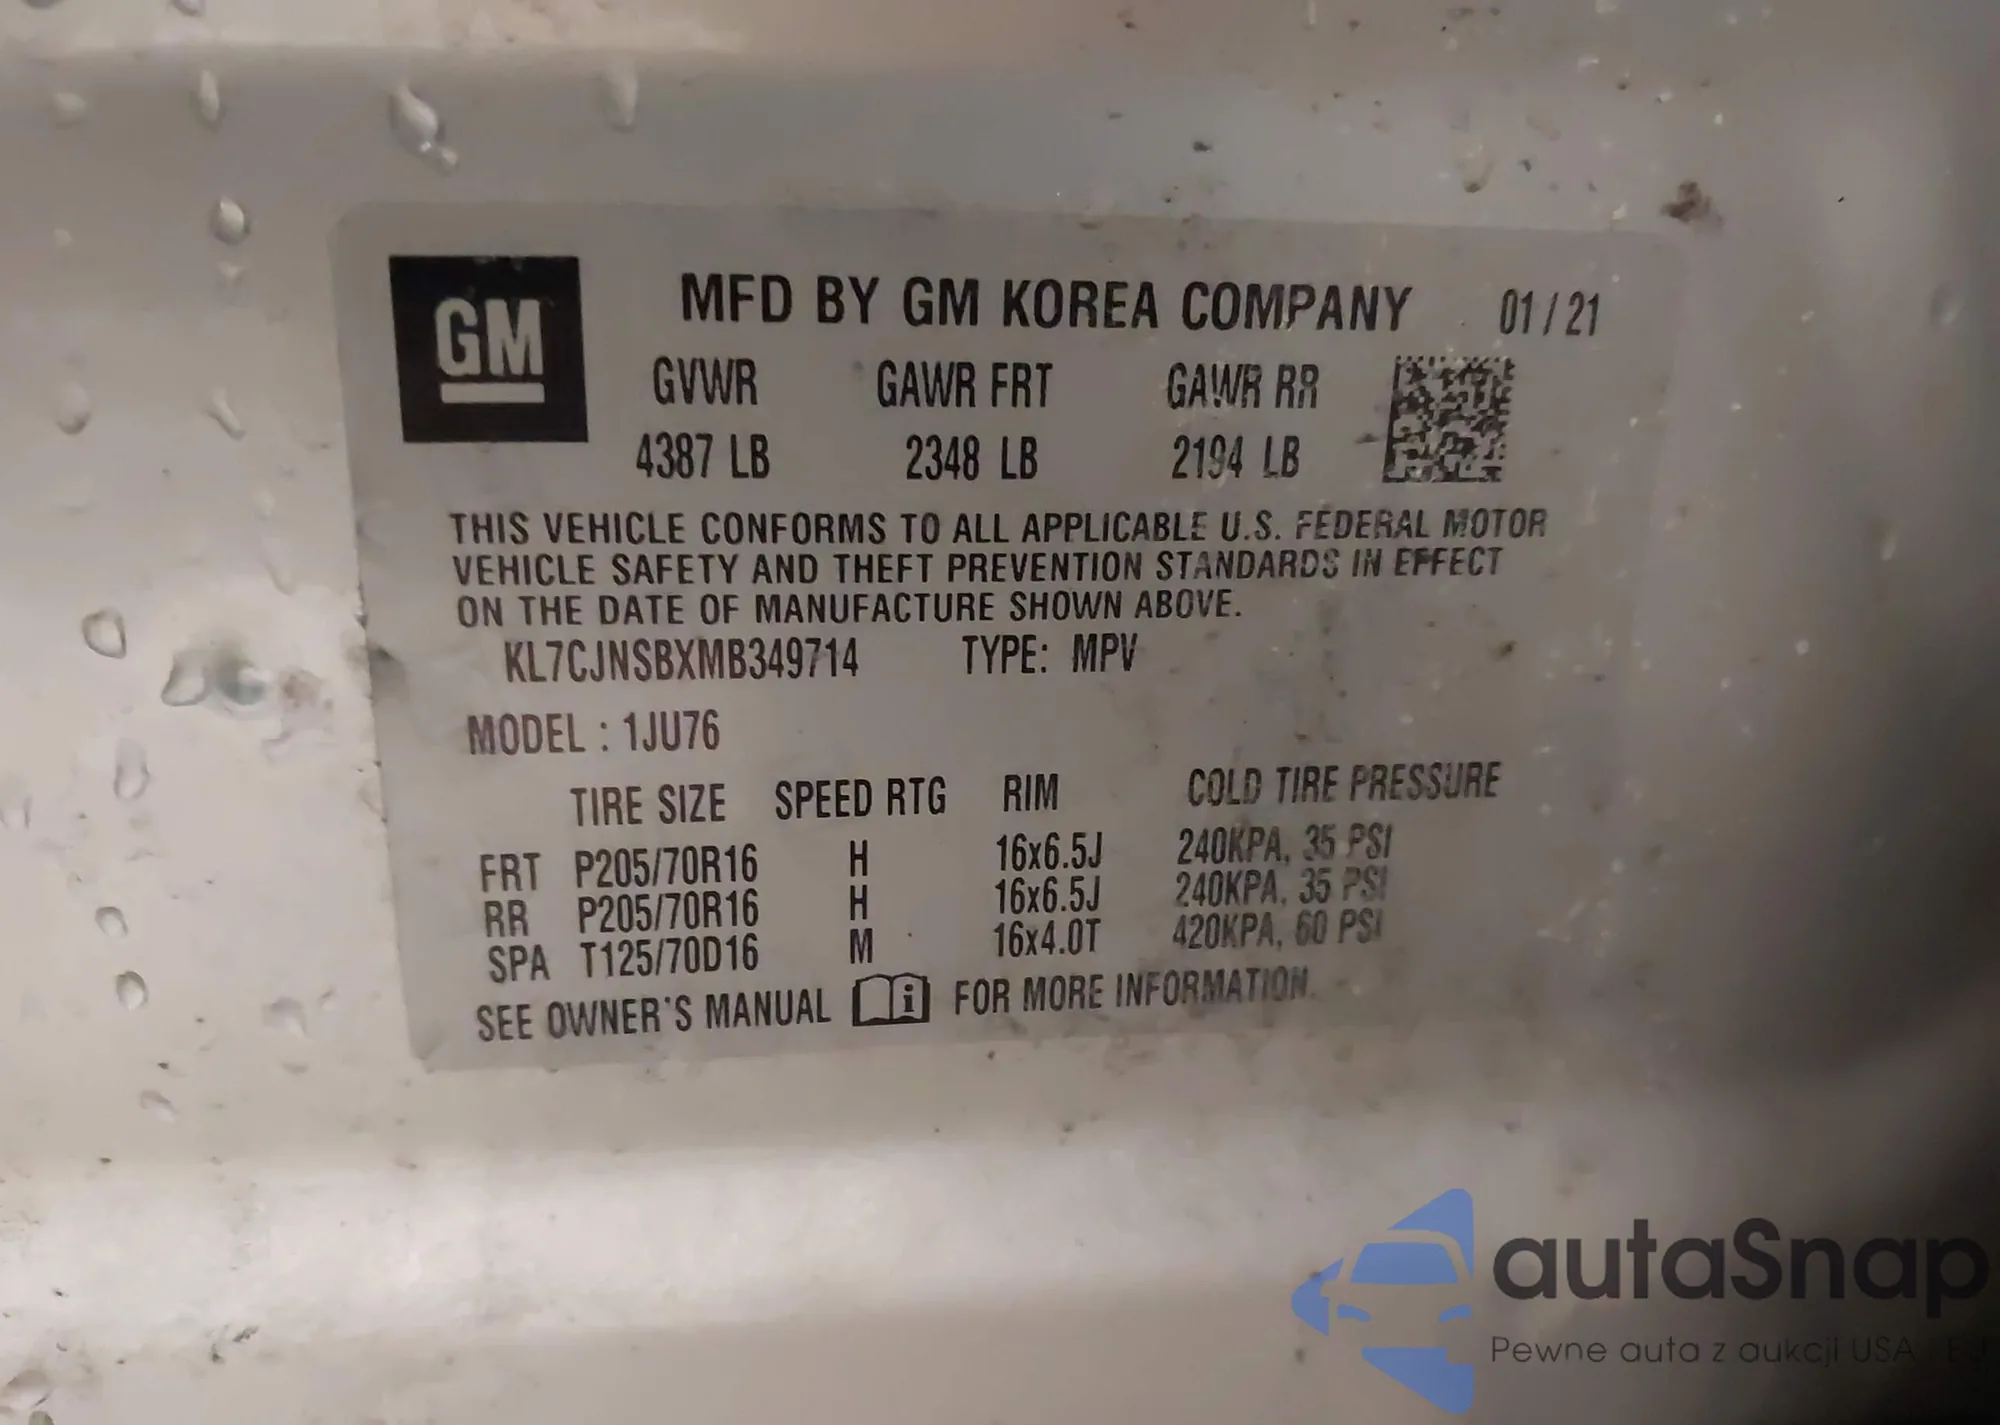 GM
MFD BY GM KOREA COMPANY 01/21
GVWR GAWR FRT GAWR RR
4387 LB 2348 LB 2194 LB
THIS VEHICLE CONFORMS TO ALL APPLICABLE U.S. FEDERAL MOTOR
VEHICLE SAFETY AND THEFT PREVENTION STANDARDS IN EFFECT
ON THE DATE OF MANUFACTURE SHOWN ABOVE.
KL7CJNSBXMB349714 TYPE: MPV
MODEL : 1JU76
TIRE SIZE SPEED RTG RIM COLD TIRE PRESSURE
FRT P205/70R16 H 16x6.5J 240KPA, 35 PSI
RR P205/70R16 H 16x6.5J 240KPA, 35 PSI
SPA T125/70D16 M 16x4.0T 420KPA, 60 PSI
SEE OWNER'S MANUAL i FOR MORE INFORMATION.
autaSnap
Pewne auta z aukcji USA i EU